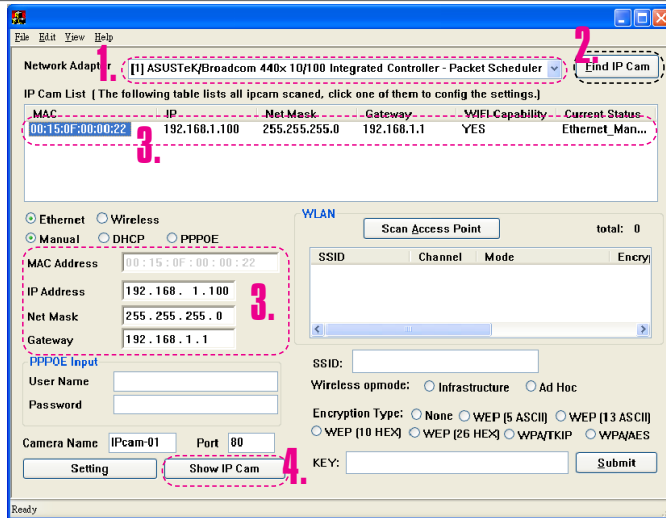 File Edit View Help
1.
2.
Network Adapter [1] ASUSTeK/Broadcom 440x 10/100 Integrated Controller - Packet Scheduler Find IP Cam
IP Cam List ( The following table lists all ipcam scaned, click one of them to config the settings.)
MAC IP Net Mask Gateway WIFI Capability Current Status
00:15:0F:00:00:22 192.168.1.100 255.255.255.0 192.168.1.1 YES Ethernet_Man...
3.
Ethernet Wireless
Manual DHCP PPPOE
MAC Address 00:15:0F:00:00:22
IP Address 192.168. 1.100
Net Mask 255.255.255. 0
Gateway 192.168.1.1
3.
PPPOE Input
User Name
Password
Camera Name IPcam-01 Port 80
Setting Show IP Cam
4.
WLAN
Scan Access Point total: 0
SSID Channel Mode Encry
SSID:
Wireless opmode: Infrastructure Ad Hoc
Encryption Type: None WEP (5 ASCII) WEP (13 ASCII)
WEP (10 HEX) WEP (26 HEX) WPA/TKIP WPA/AES
KEY: Submit
Ready